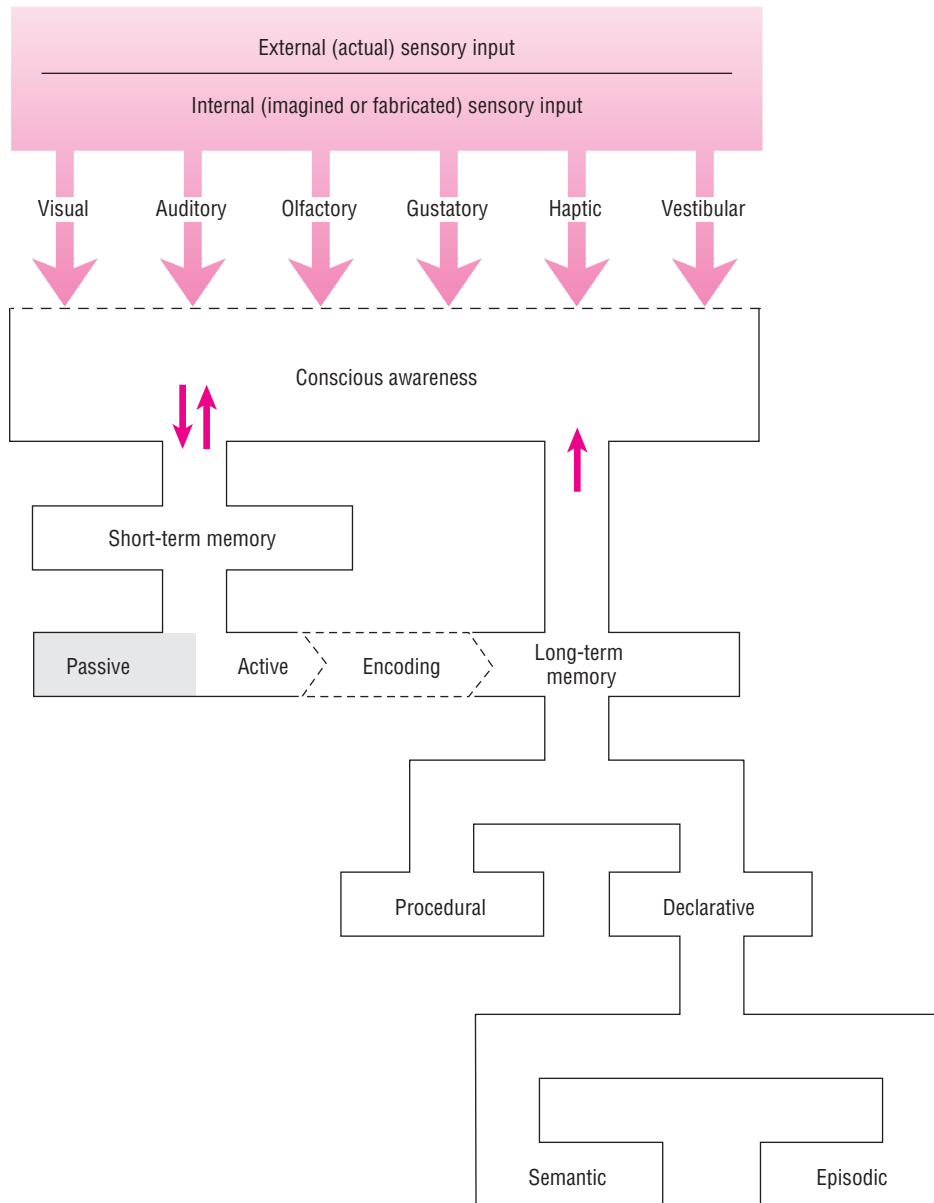 External (actual) sensory input
Internal (imagined or fabricated) sensory input
Visual Auditory Olfactory Gustatory Haptic Vestibular
Conscious awareness
Short-term memory
Passive Active Encoding Long-term
memory
Procedural Declarative
Semantic Episodic